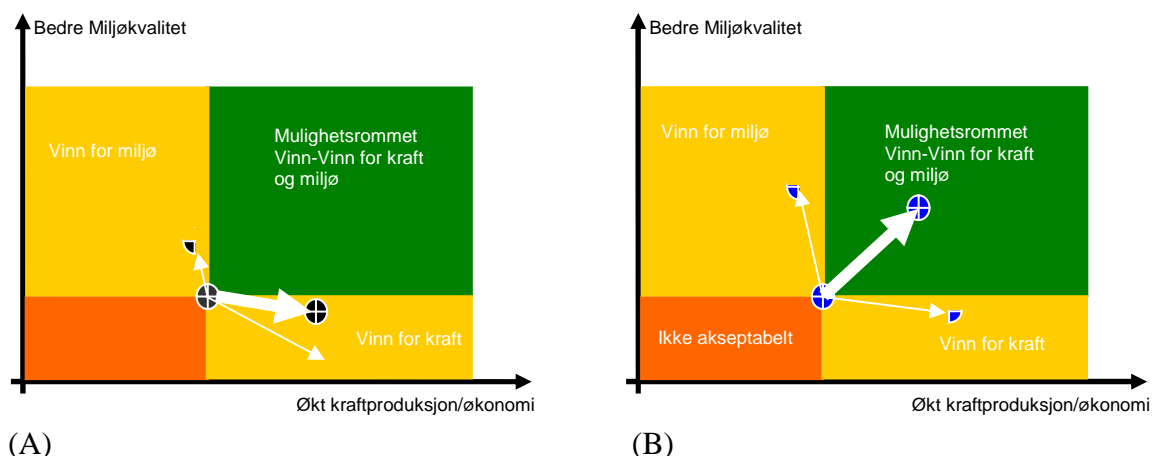 Bedre Miljøkvalitet
Vinn for miljø
Mulighetsrommet
Vinn-Vinn for kraft
og miljø
Vinn for kraft
Økt kraftproduksjon/økonomi
(A)
Bedre Miljøkvalitet
Vinn for miljø
Mulighetsrommet
Vinn-Vinn for kraft
og miljø
Ikke akseptabelt
Vinn for kraft
Økt kraftproduksjon/økonomi
(B)